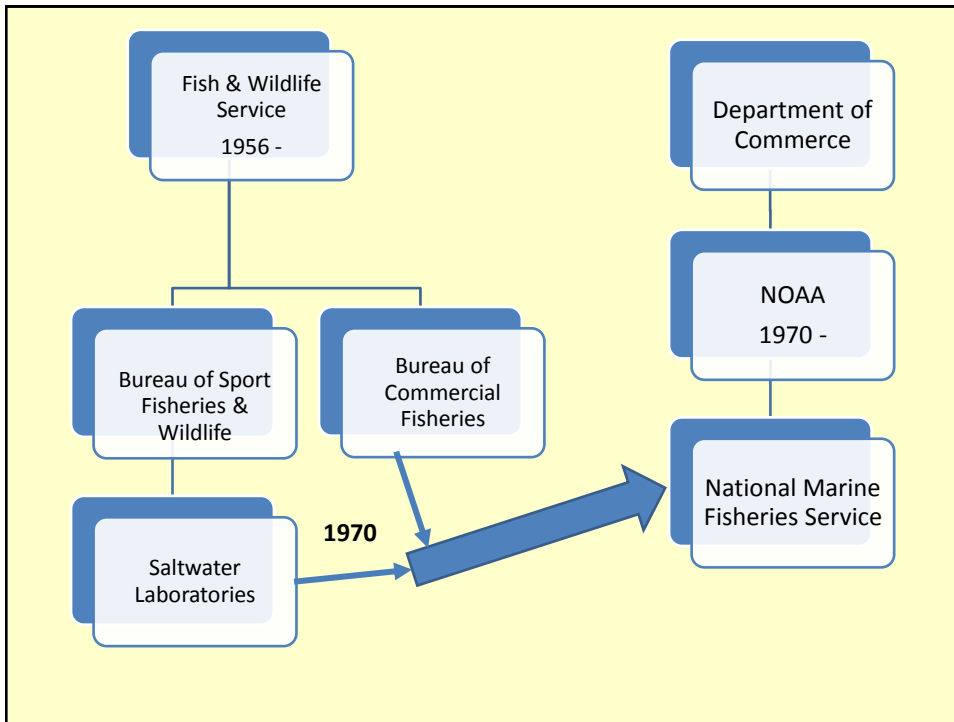 Fish & Wildlife
Service
1956 -
Department of
Commerce
NOAA
1970 -
Bureau of Sport
Fisheries &
Wildlife
Bureau of
Commercial
Fisheries
National Marine
Fisheries Service
1970
Saltwater
Laboratories